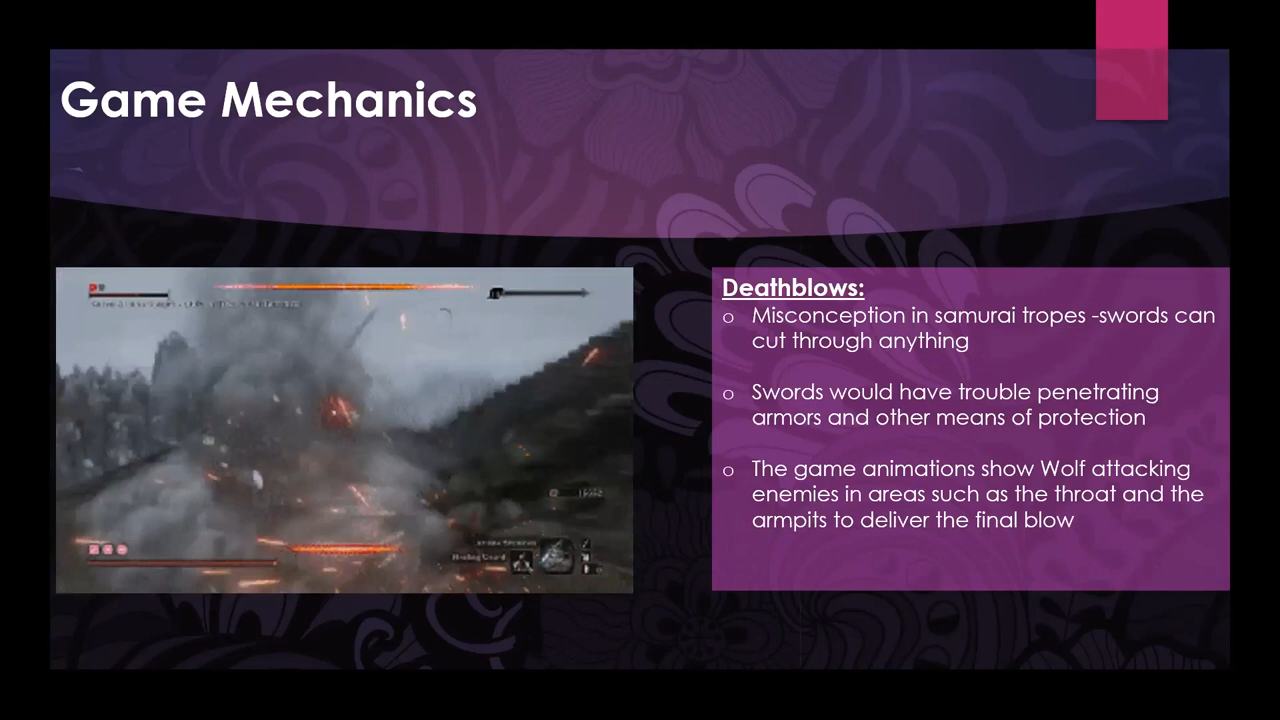 Game Mechanics
Deathblows:
o Misconception in samurai tropes -swords can
cut through anything
o Swords would have trouble penetrating
armors and other means of protection
o The game animations show Wolf attacking
enemies in areas such as the throat and the
armpits to deliver the final blow
Healing Gourd